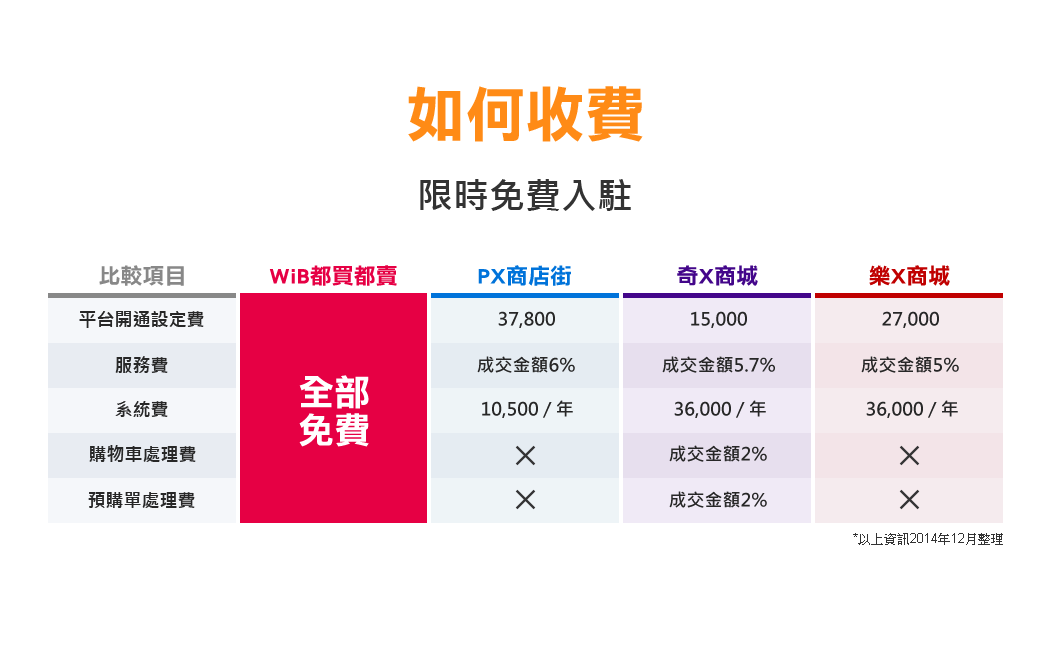 如何收費
限時免費入駐
比較項目 WiB都買都賣 PX商店街 奇X商城 樂X商城
平台開通設定費 37,800 15,000 27,000
服務費 成交金額6% 成交金額5.7% 成交金額5%
全部
免費
系統費 10,500 / 年 36,000 / 年 36,000 / 年
購物車處理費 ✕ 成交金額2% ✕
預購單處理費 ✕ 成交金額2% ✕
*以上資訊2014年12月整理